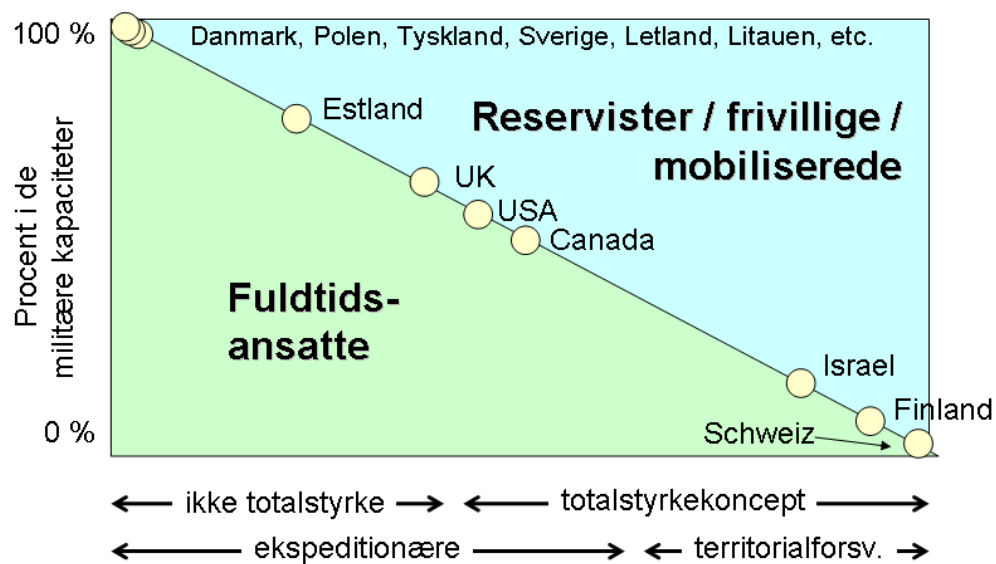 100 %
Danmark, Polen, Tyskland, Sverige, Letland, Litauen, etc.
Estland
Reservister / frivillige /
mobiliserede
UK
USA
Canada
Procent i de
militære kapaciteter
Fuldtids-
ansatte
Israel
Finland
Schweiz
0 %
ikke totalstyrke
totalstyrkekoncept
ekspeditionære
territorialforsv.